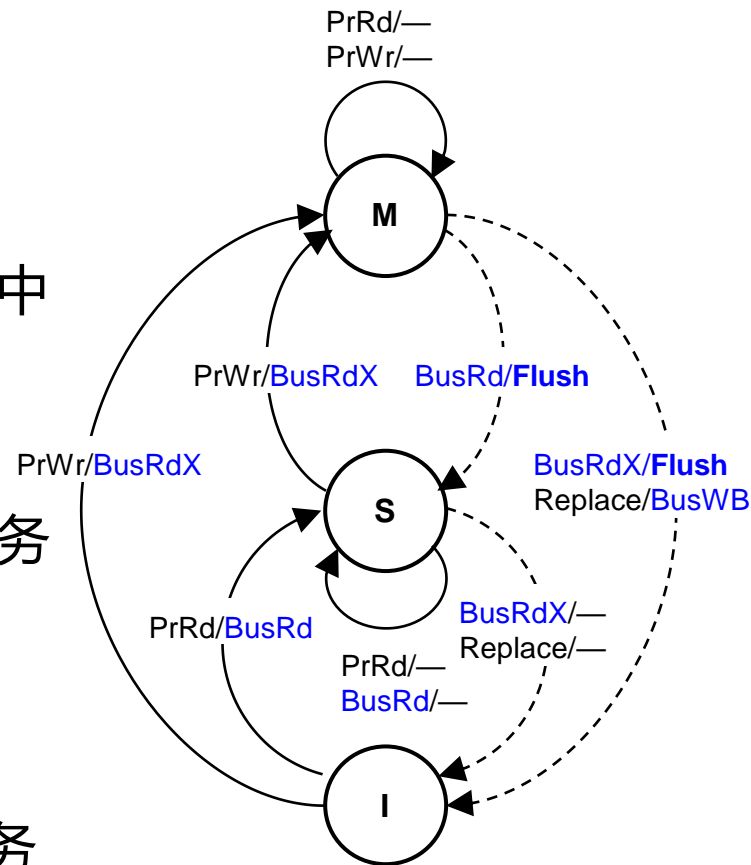 PrRd/—
PrWr/—
M
中
PrWr/BusRdX
BusRd/Flush
PrWr/BusRdX
BusRdX/Flush
Replace/BusWB
S
务
PrRd/BusRd
BusRdX/—
Replace/—
PrRd/—
BusRd/—
I
务